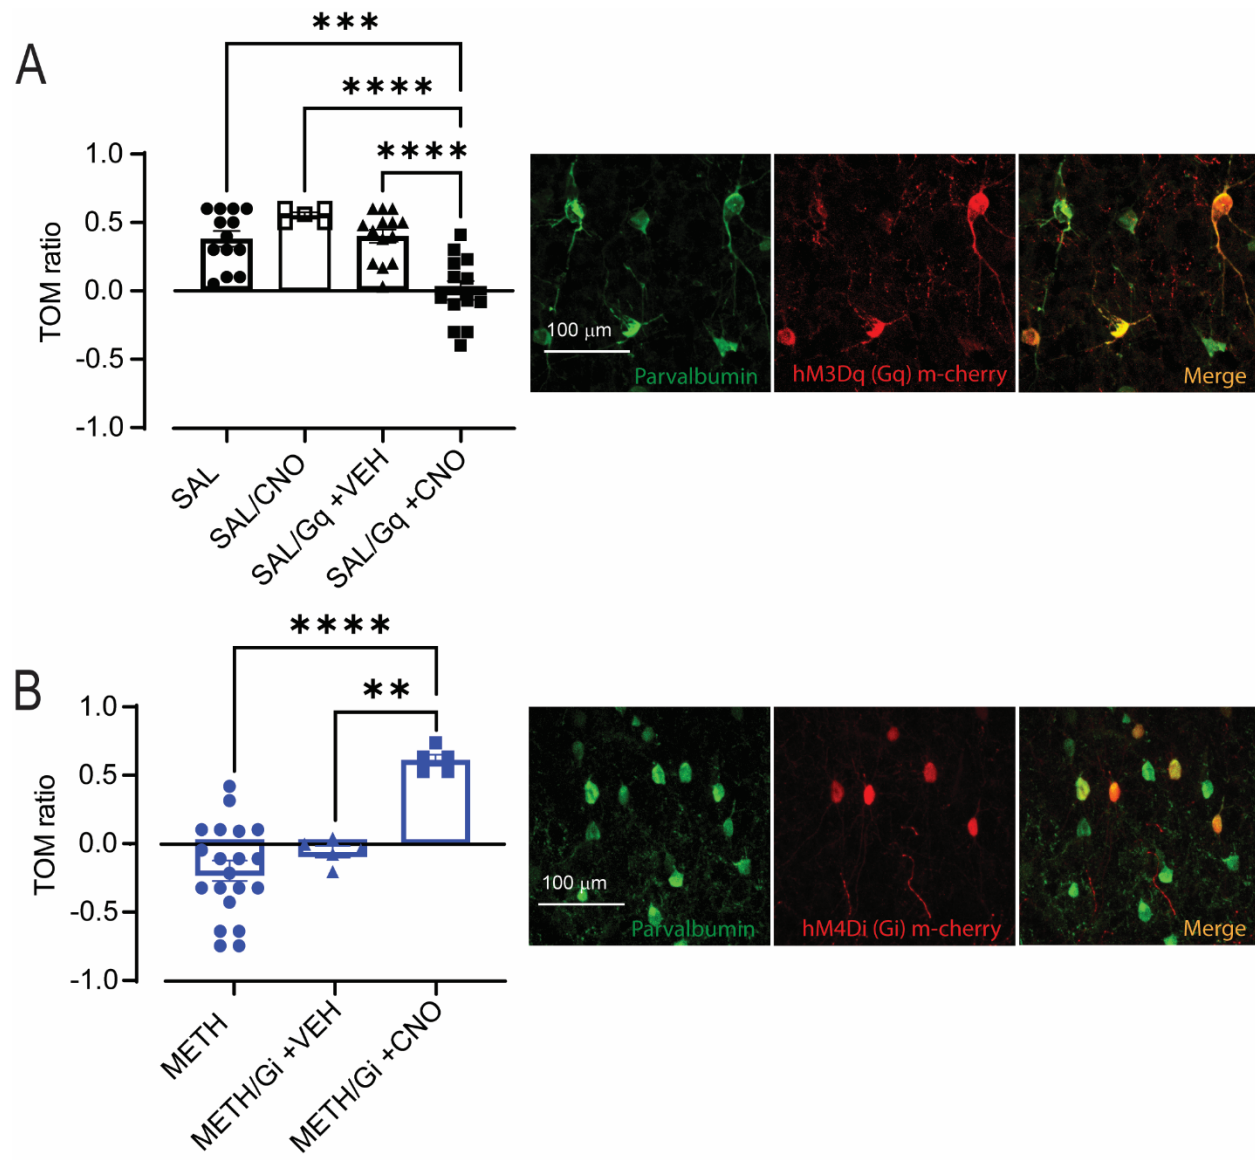 A
***
****
****
1.0
0.5
0.0
-0.5
-1.0
TOM ratio
SAL
SAL/CNO
SAL/Gq +VEH
SAL/Gq +CNO
100 µm
Parvalbumin
hM3Dq (Gq) m-cherry
Merge
B
****
**
1.0
0.5
0.0
-0.5
-1.0
TOM ratio
METH
METH/Gi +VEH
METH/Gi +CNO
100 µm
Parvalbumin
hM4Di (Gi) m-cherry
Merge